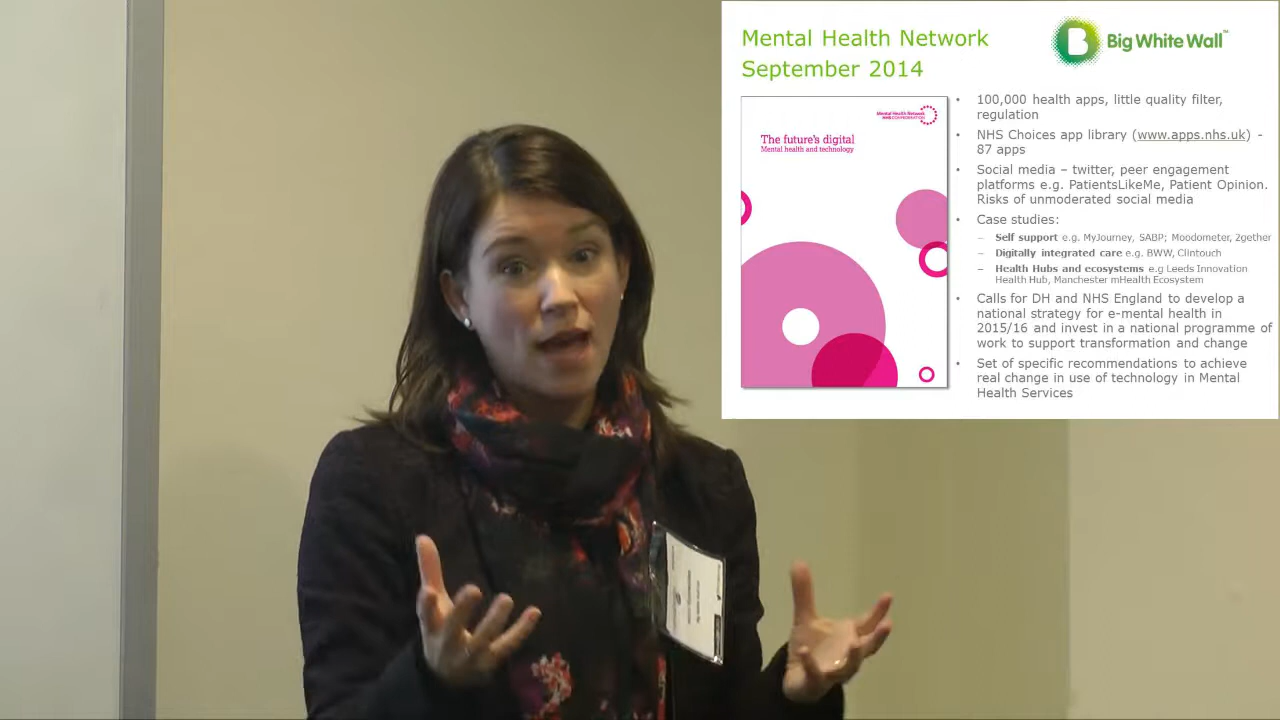 Mental Health Network
September 2014
Big White Wall™
Mental Health Network
NHS CONFEDERATION
The future's digital
Mental health and technology
• 100,000 health apps, little quality filter,
regulation
• NHS Choices app library (www.apps.nhs.uk) -
87 apps
• Social media – twitter, peer engagement
platforms e.g. PatientsLikeMe, Patient Opinion.
Risks of unmoderated social media
• Case studies:
– Self support e.g. MyJourney, SABP; Moodometer, 2gether
– Digitally integrated care e.g. BWW, Clintouch
– Health Hubs and ecosystems e.g Leeds Innovation
Health Hub, Manchester mHealth Ecosystem
• Calls for DH and NHS England to develop a
national strategy for e-mental health in
2015/16 and invest in a national programme of
work to support transformation and change
• Set of specific recommendations to achieve
real change in use of technology in Mental
Health Services